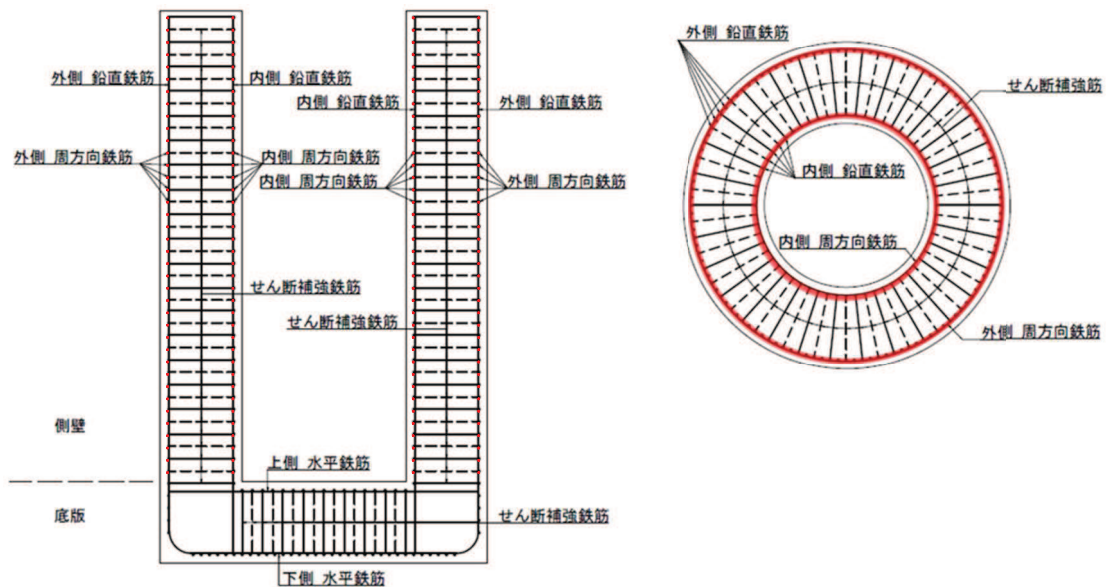 外側 鉛直鉄筋
内側 鉛直鉄筋
内側 鉛直鉄筋
外側 鉛直鉄筋
外側 周方向鉄筋
内側 周方向鉄筋
内側 周方向鉄筋
外側 周方向鉄筋
せん断補強鉄筋
せん断補強鉄筋
側壁
上側 水平鉄筋
底版
せん断補強鉄筋
下側 水平鉄筋
外側 鉛直鉄筋
せん断補強筋
内側 鉛直鉄筋
内側 周方向鉄筋
外側 周方向鉄筋